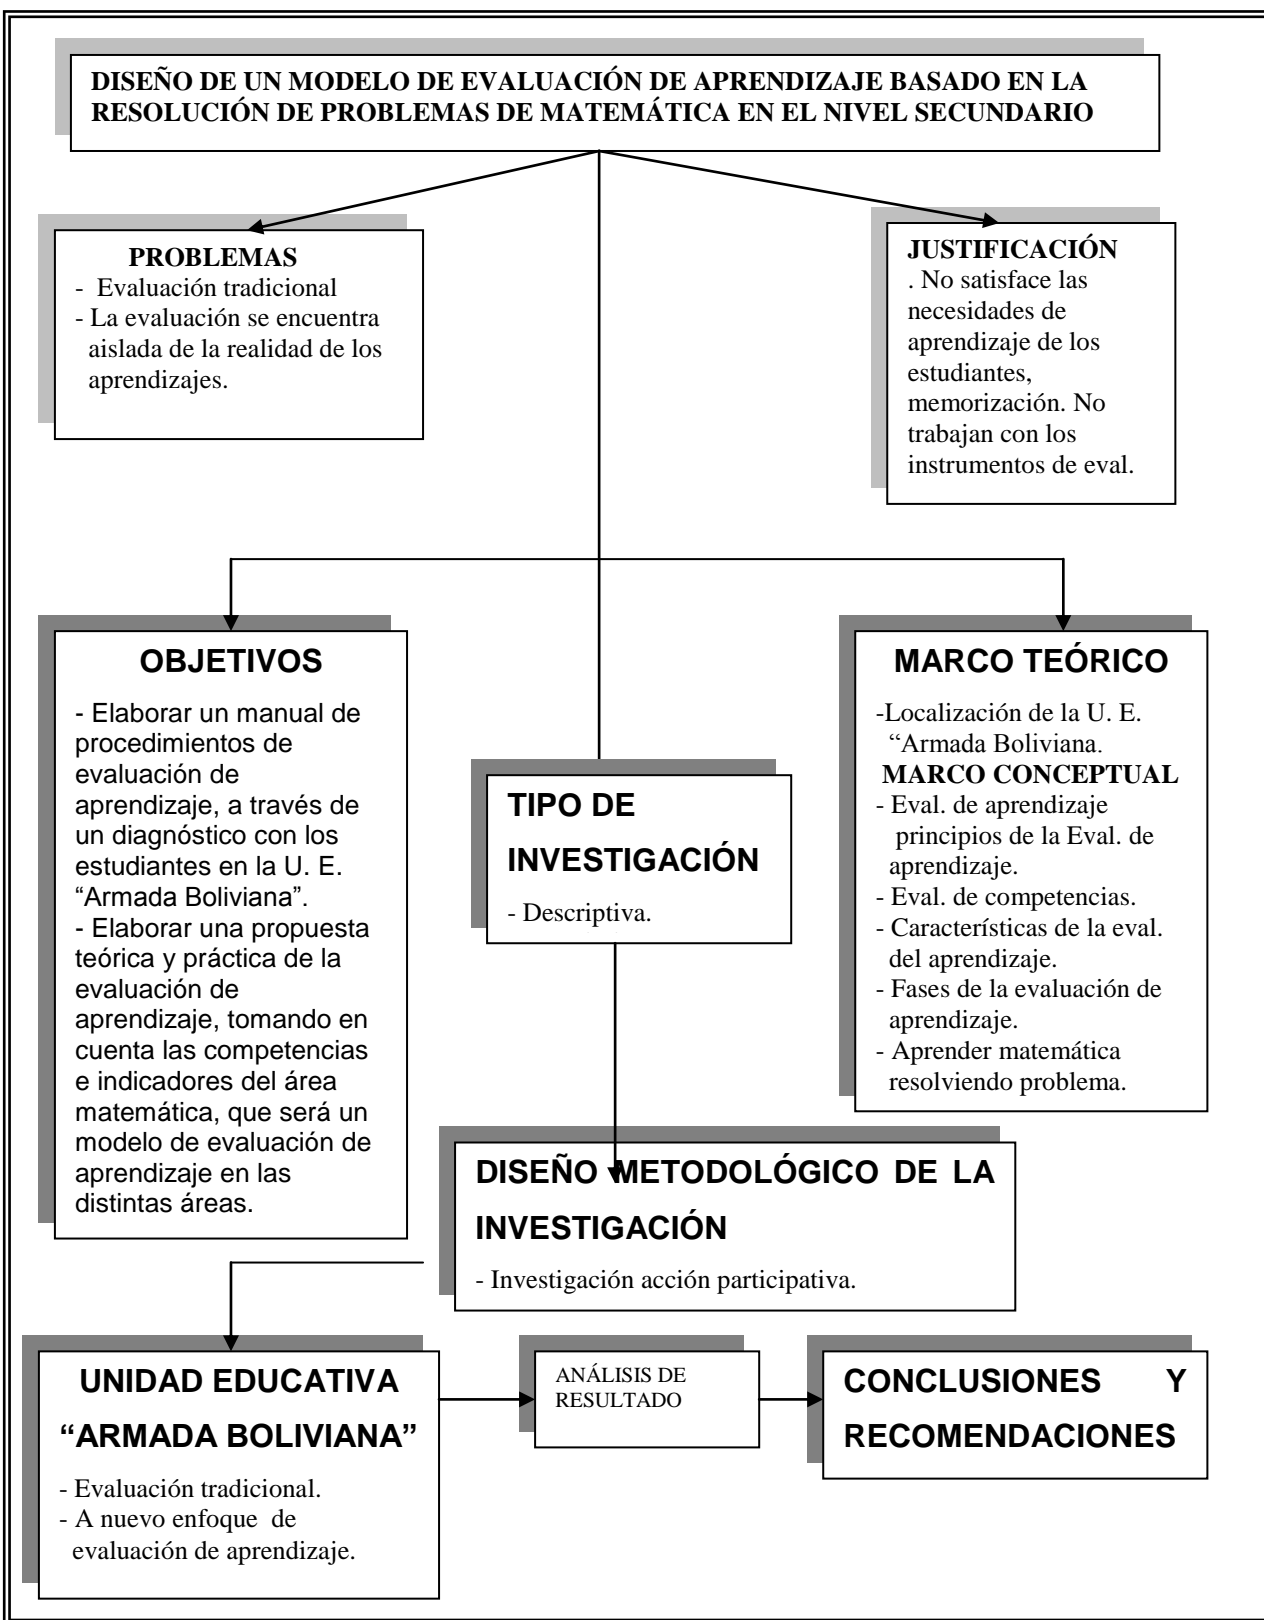 DISEÑO DE UN MODELO DE EVALUACIÓN DE APRENDIZAJE BASADO EN LA
RESOLUCIÓN DE PROBLEMAS DE MATEMÁTICA EN EL NIVEL SECUNDARIO
PROBLEMAS
- Evaluación tradicional
- La evaluación se encuentra
aislada de la realidad de los
aprendizajes.
JUSTIFICACIÓN
. No satisface las
necesidades de
aprendizaje de los
estudiantes,
memorización. No
trabajan con los
instrumentos de eval.
OBJETIVOS
- Elaborar un manual de
procedimientos de
evaluación de
aprendizaje, a través de
un diagnóstico con los
estudiantes en la U. E.
“Armada Boliviana”.
- Elaborar una propuesta
teórica y práctica de la
evaluación de
aprendizaje, tomando en
cuenta las competencias
e indicadores del área
matemática, que será un
modelo de evaluación de
aprendizaje en las
distintas áreas.
TIPO DE
INVESTIGACIÓN
- Descriptiva.
MARCO TEÓRICO
-Localización de la U. E.
“Armada Boliviana.
MARCO CONCEPTUAL
- Eval. de aprendizaje
principios de la Eval. de
aprendizaje.
- Eval. de competencias.
- Características de la eval.
del aprendizaje.
- Fases de la evaluación de
aprendizaje.
- Aprender matemática
resolviendo problema.
DISEÑO METODOLÓGICO DE LA
INVESTIGACIÓN
- Investigación acción participativa.
UNIDAD EDUCATIVA
“ARMADA BOLIVIANA”
- Evaluación tradicional.
- A nuevo enfoque de
evaluación de aprendizaje.
ANÁLISIS DE
RESULTADO
CONCLUSIONES Y
RECOMENDACIONES